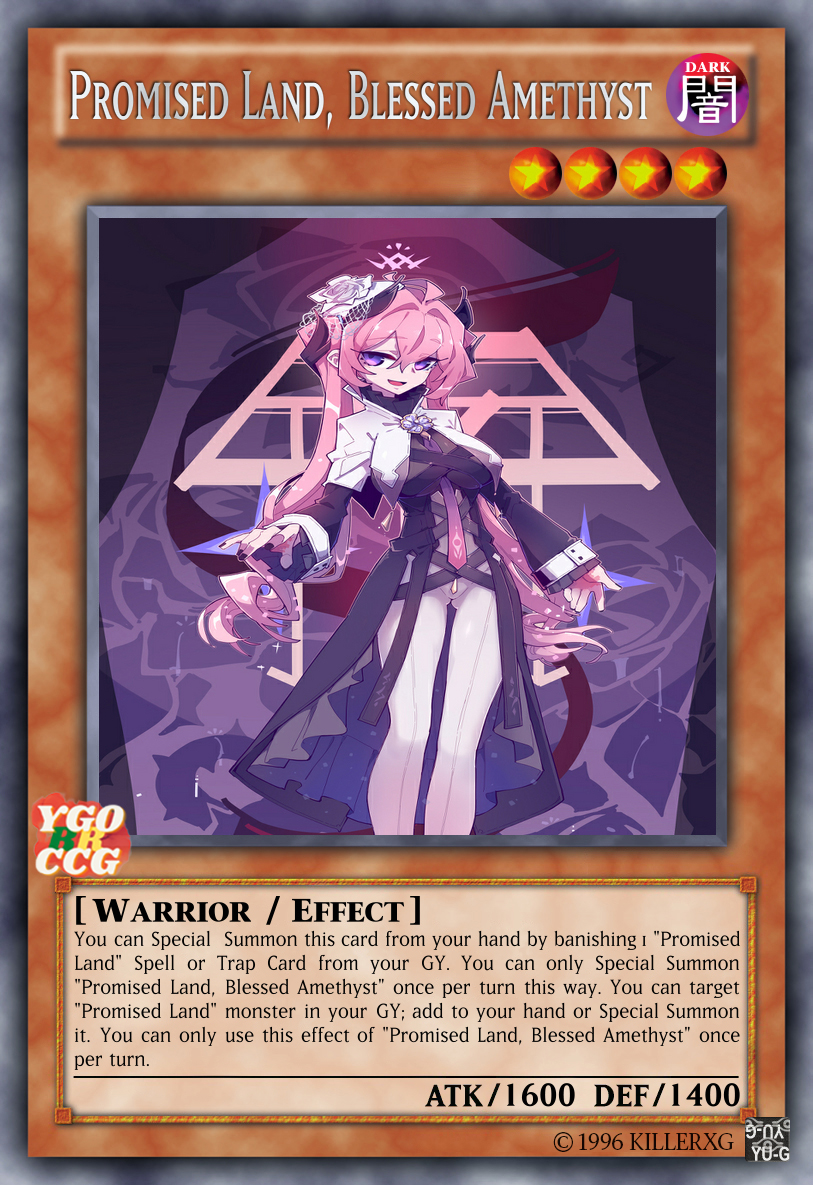 Promised Land, Blessed Amethyst
DARK
闇
YGO
BR
CCG
[ Warrior / Effect ]
You can Special Summon this card from your hand by banishing 1 "Promised
Land" Spell or Trap Card from your GY. You can only Special Summon
"Promised Land, Blessed Amethyst" once per turn this way. You can target
"Promised Land" monster in your GY; add to your hand or Special Summon
it. You can only use this effect of "Promised Land, Blessed Amethyst" once
per turn.
ATK/1600 DEF/1400
© 1996 KILLERXG
YU-G